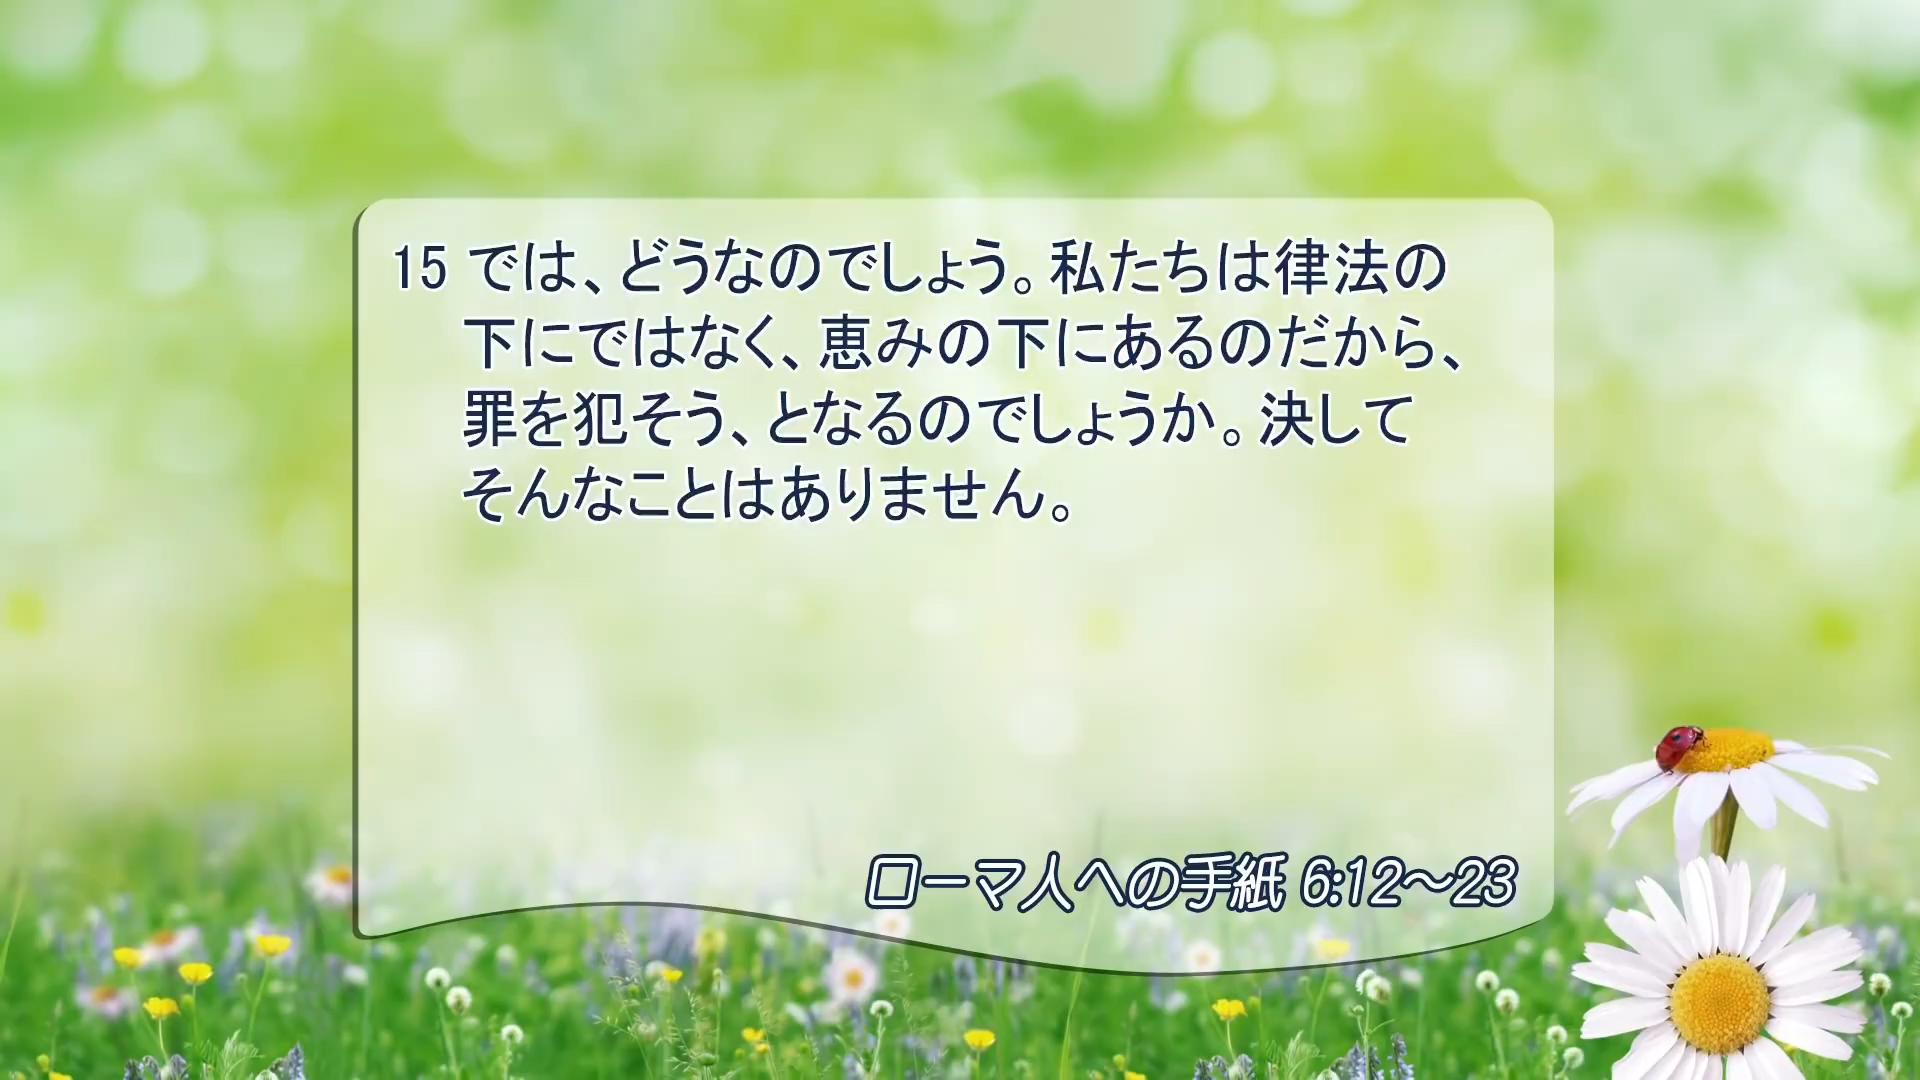 15 では、どうなのでしょう。私たちは律法の
下にではなく、恵みの下にあるのだから、
罪を犯そう、となるのでしょうか。決して
そんなことはありません。
ローマ人への手紙 6:12～23